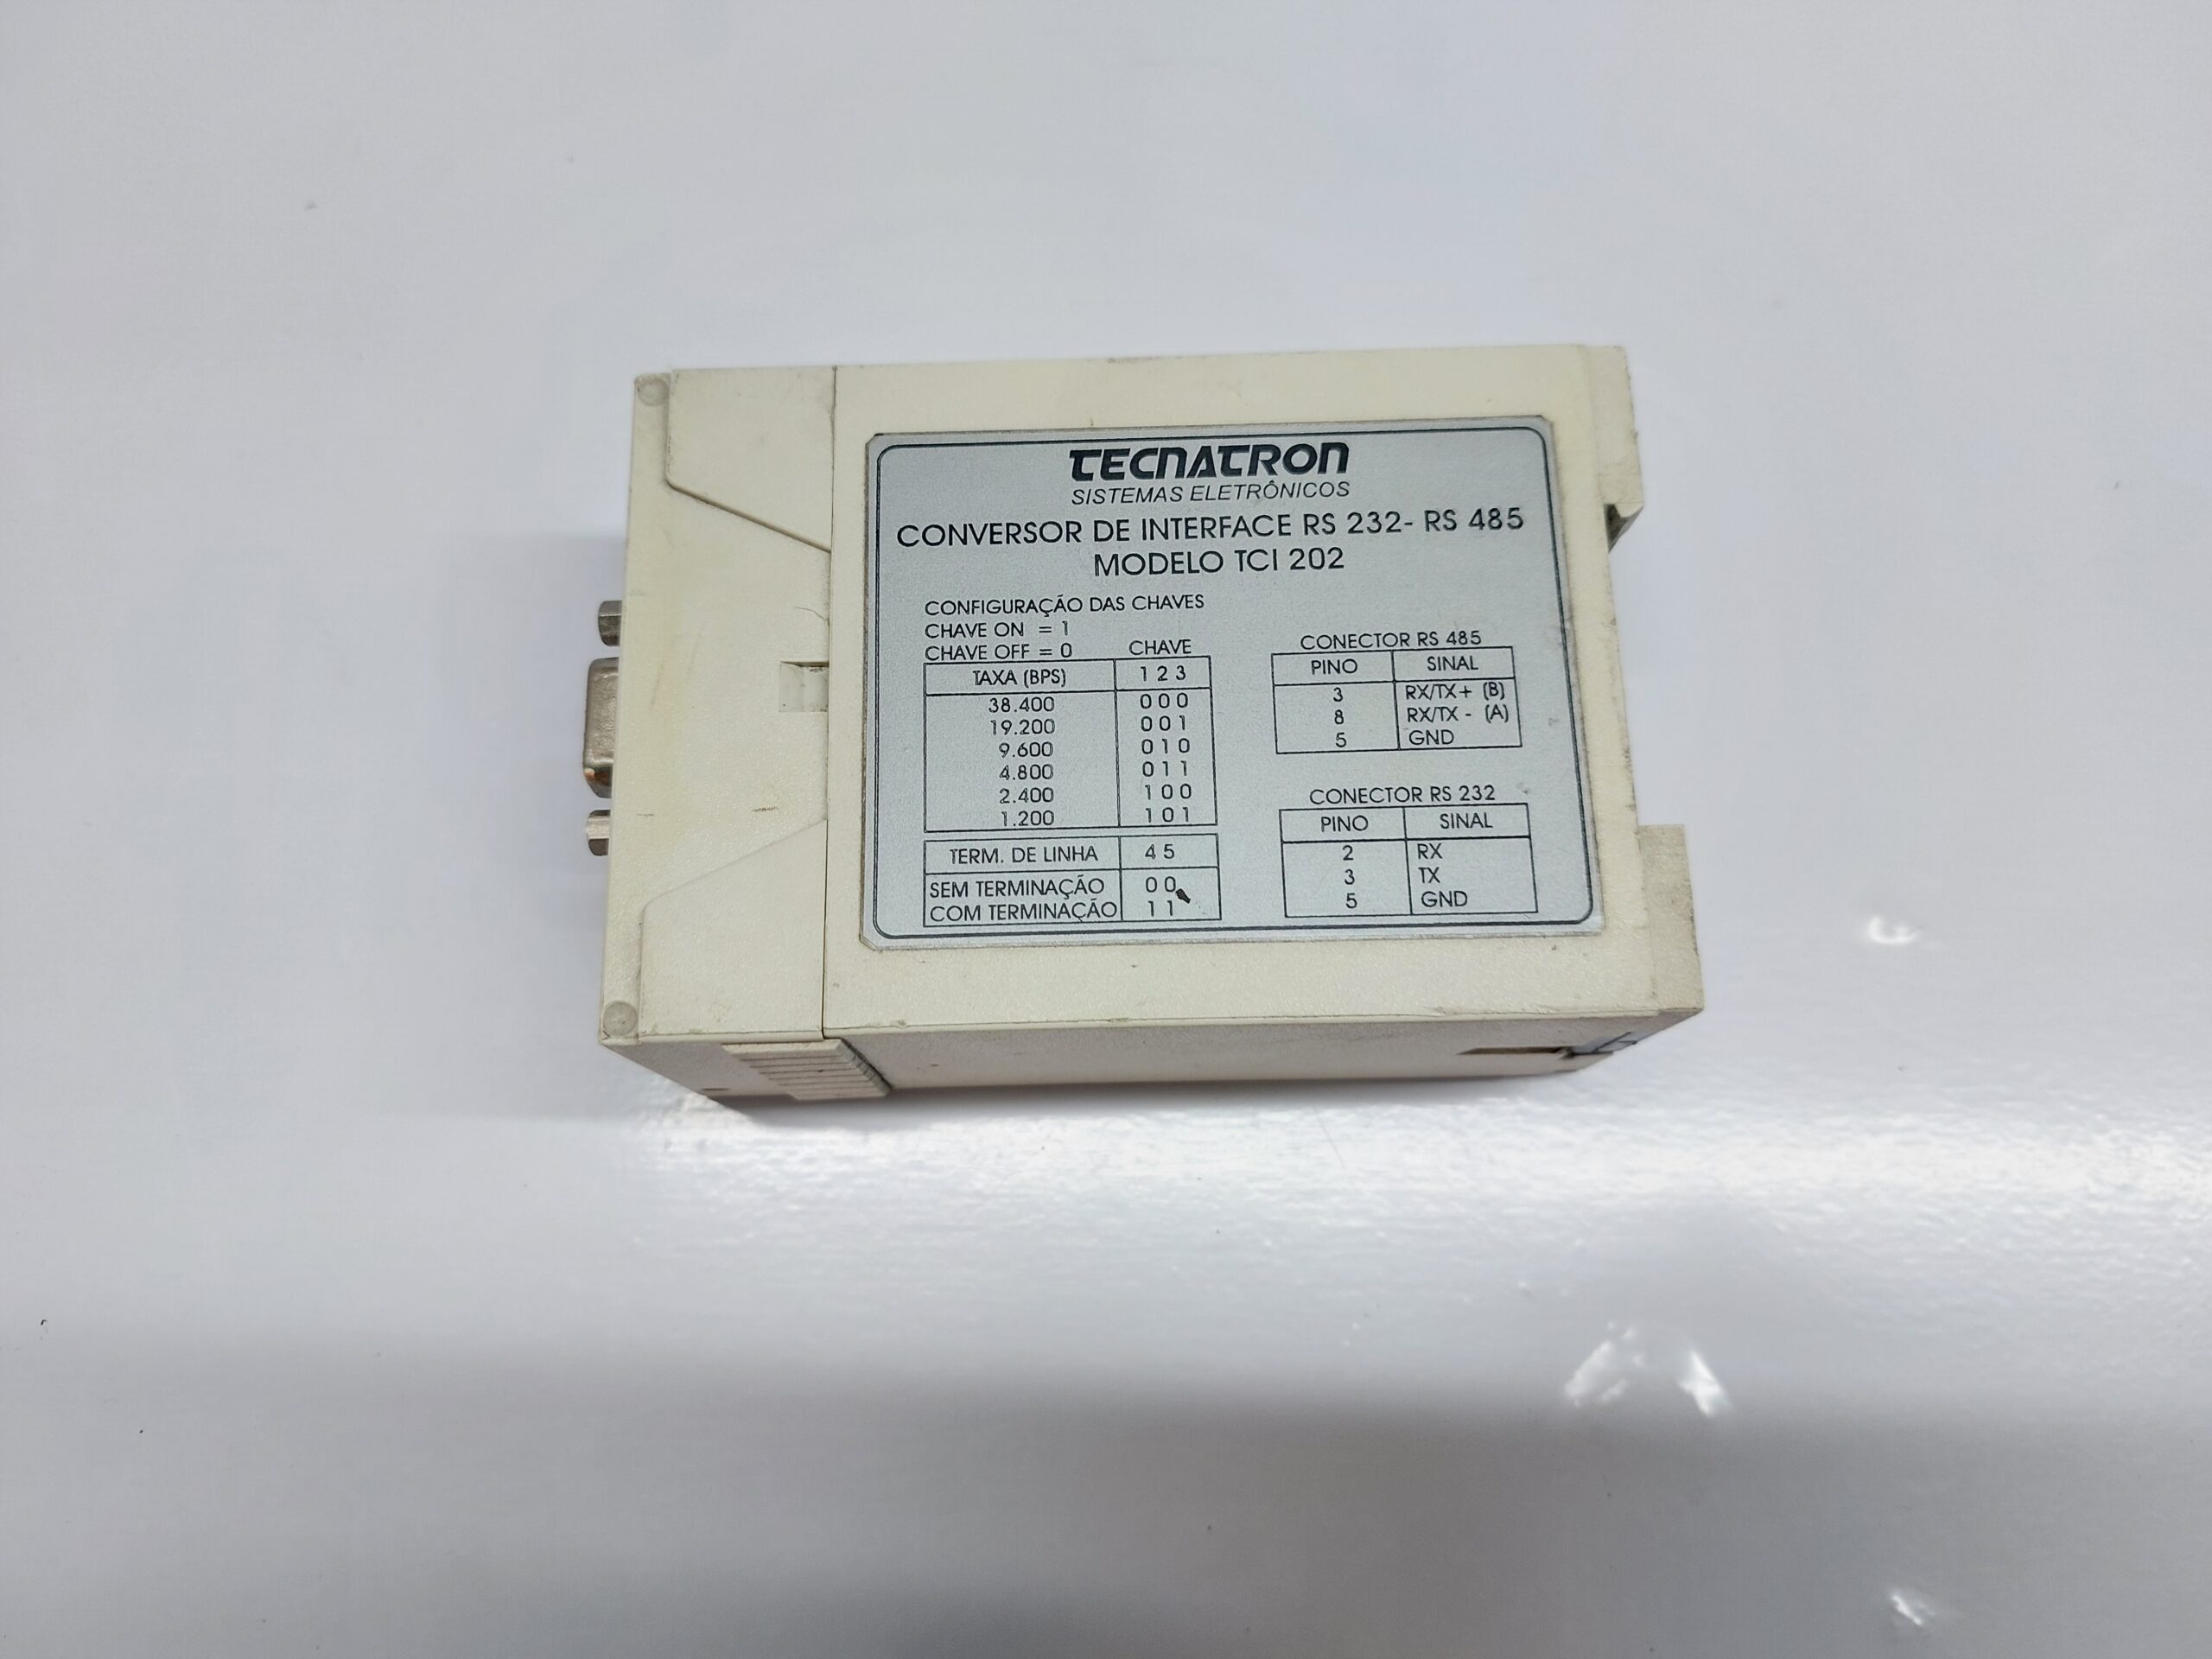 TECNATRON
SISTEMAS ELETRÔNICOS
CONVERSOR DE INTERFACE RS 232- RS 485
MODELO TCI 202
CONFIGURAÇÃO DAS CHAVES
CHAVE ON = 1
CHAVE OFF = 0 CHAVE
TAXA (BPS) 1 2 3
38.400 0 0 0
19.200 0 0 1
9.600 0 1 0
4.800 0 1 1
2.400 1 0 0
1.200 1 0 1
TERM. DE LINHA 4 5
SEM TERMINAÇÃO 0 0
COM TERMINAÇÃO 1 1
CONECTOR RS 485
PINO SINAL
3 RX/TX+ (B)
8 RX/TX - (A)
5 GND
CONECTOR RS 232
PINO SINAL
2 RX
3 TX
5 GND